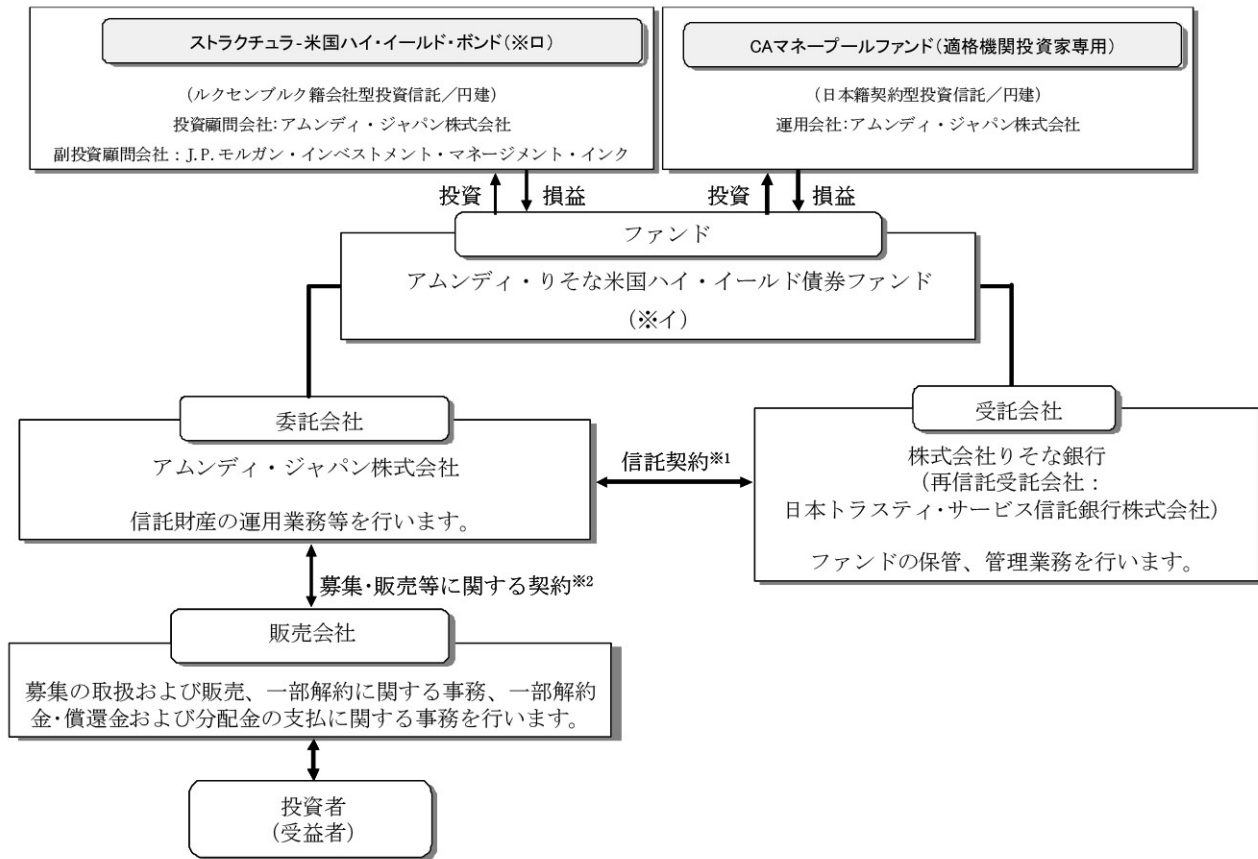 ストラクチュラ-米国ハイ・イールド・ボンド(※ロ)
(ルクセンブルク籍会社型投資信託／円建)
投資顧問会社：アムンディ・ジャパン株式会社
副投資顧問会社：J.P.モルガン・インベストメント・マネージメント・インク
CAマネープールファンド(適格機関投資家専用)
(日本籍契約型投資信託／円建)
運用会社：アムンディ・ジャパン株式会社
投資
損益
投資
損益
ファンド
アムンディ・りそな米国ハイ・イールド債券ファンド
(※イ)
委託会社
アムンディ・ジャパン株式会社
信託財産の運用業務等を行います。
信託契約※1
受託会社
株式会社りそな銀行
(再信託受託会社：
日本トラスティ・サービス信託銀行株式会社)
ファンドの保管、管理業務を行います。
募集・販売等に関する契約※2
販売会社
募集の取扱および販売、一部解約に関する事務、一部解約
金・償還金および分配金の支払に関する事務を行います。
投資者
(受益者)